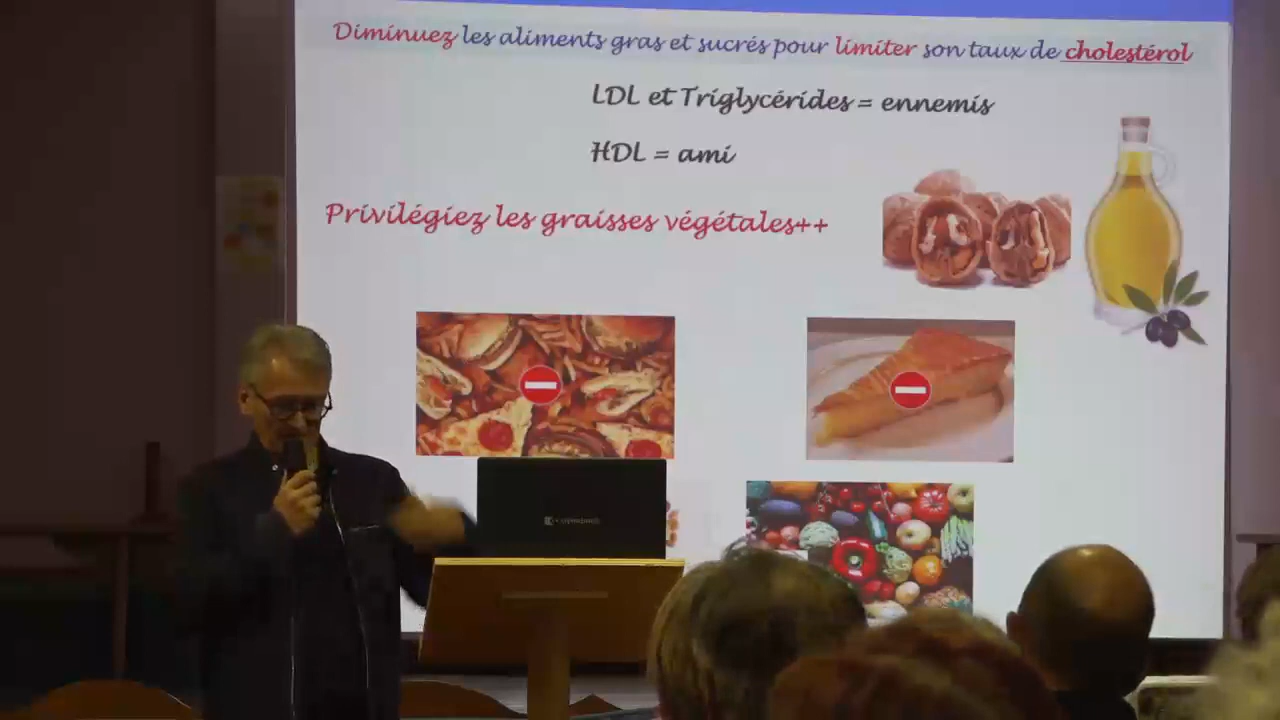 Diminuez les aliments gras et sucrés pour limiter son taux de cholestérol
LDL et Triglycérides = ennemis
HDL = ami
Privilégiez les graisses végétales++